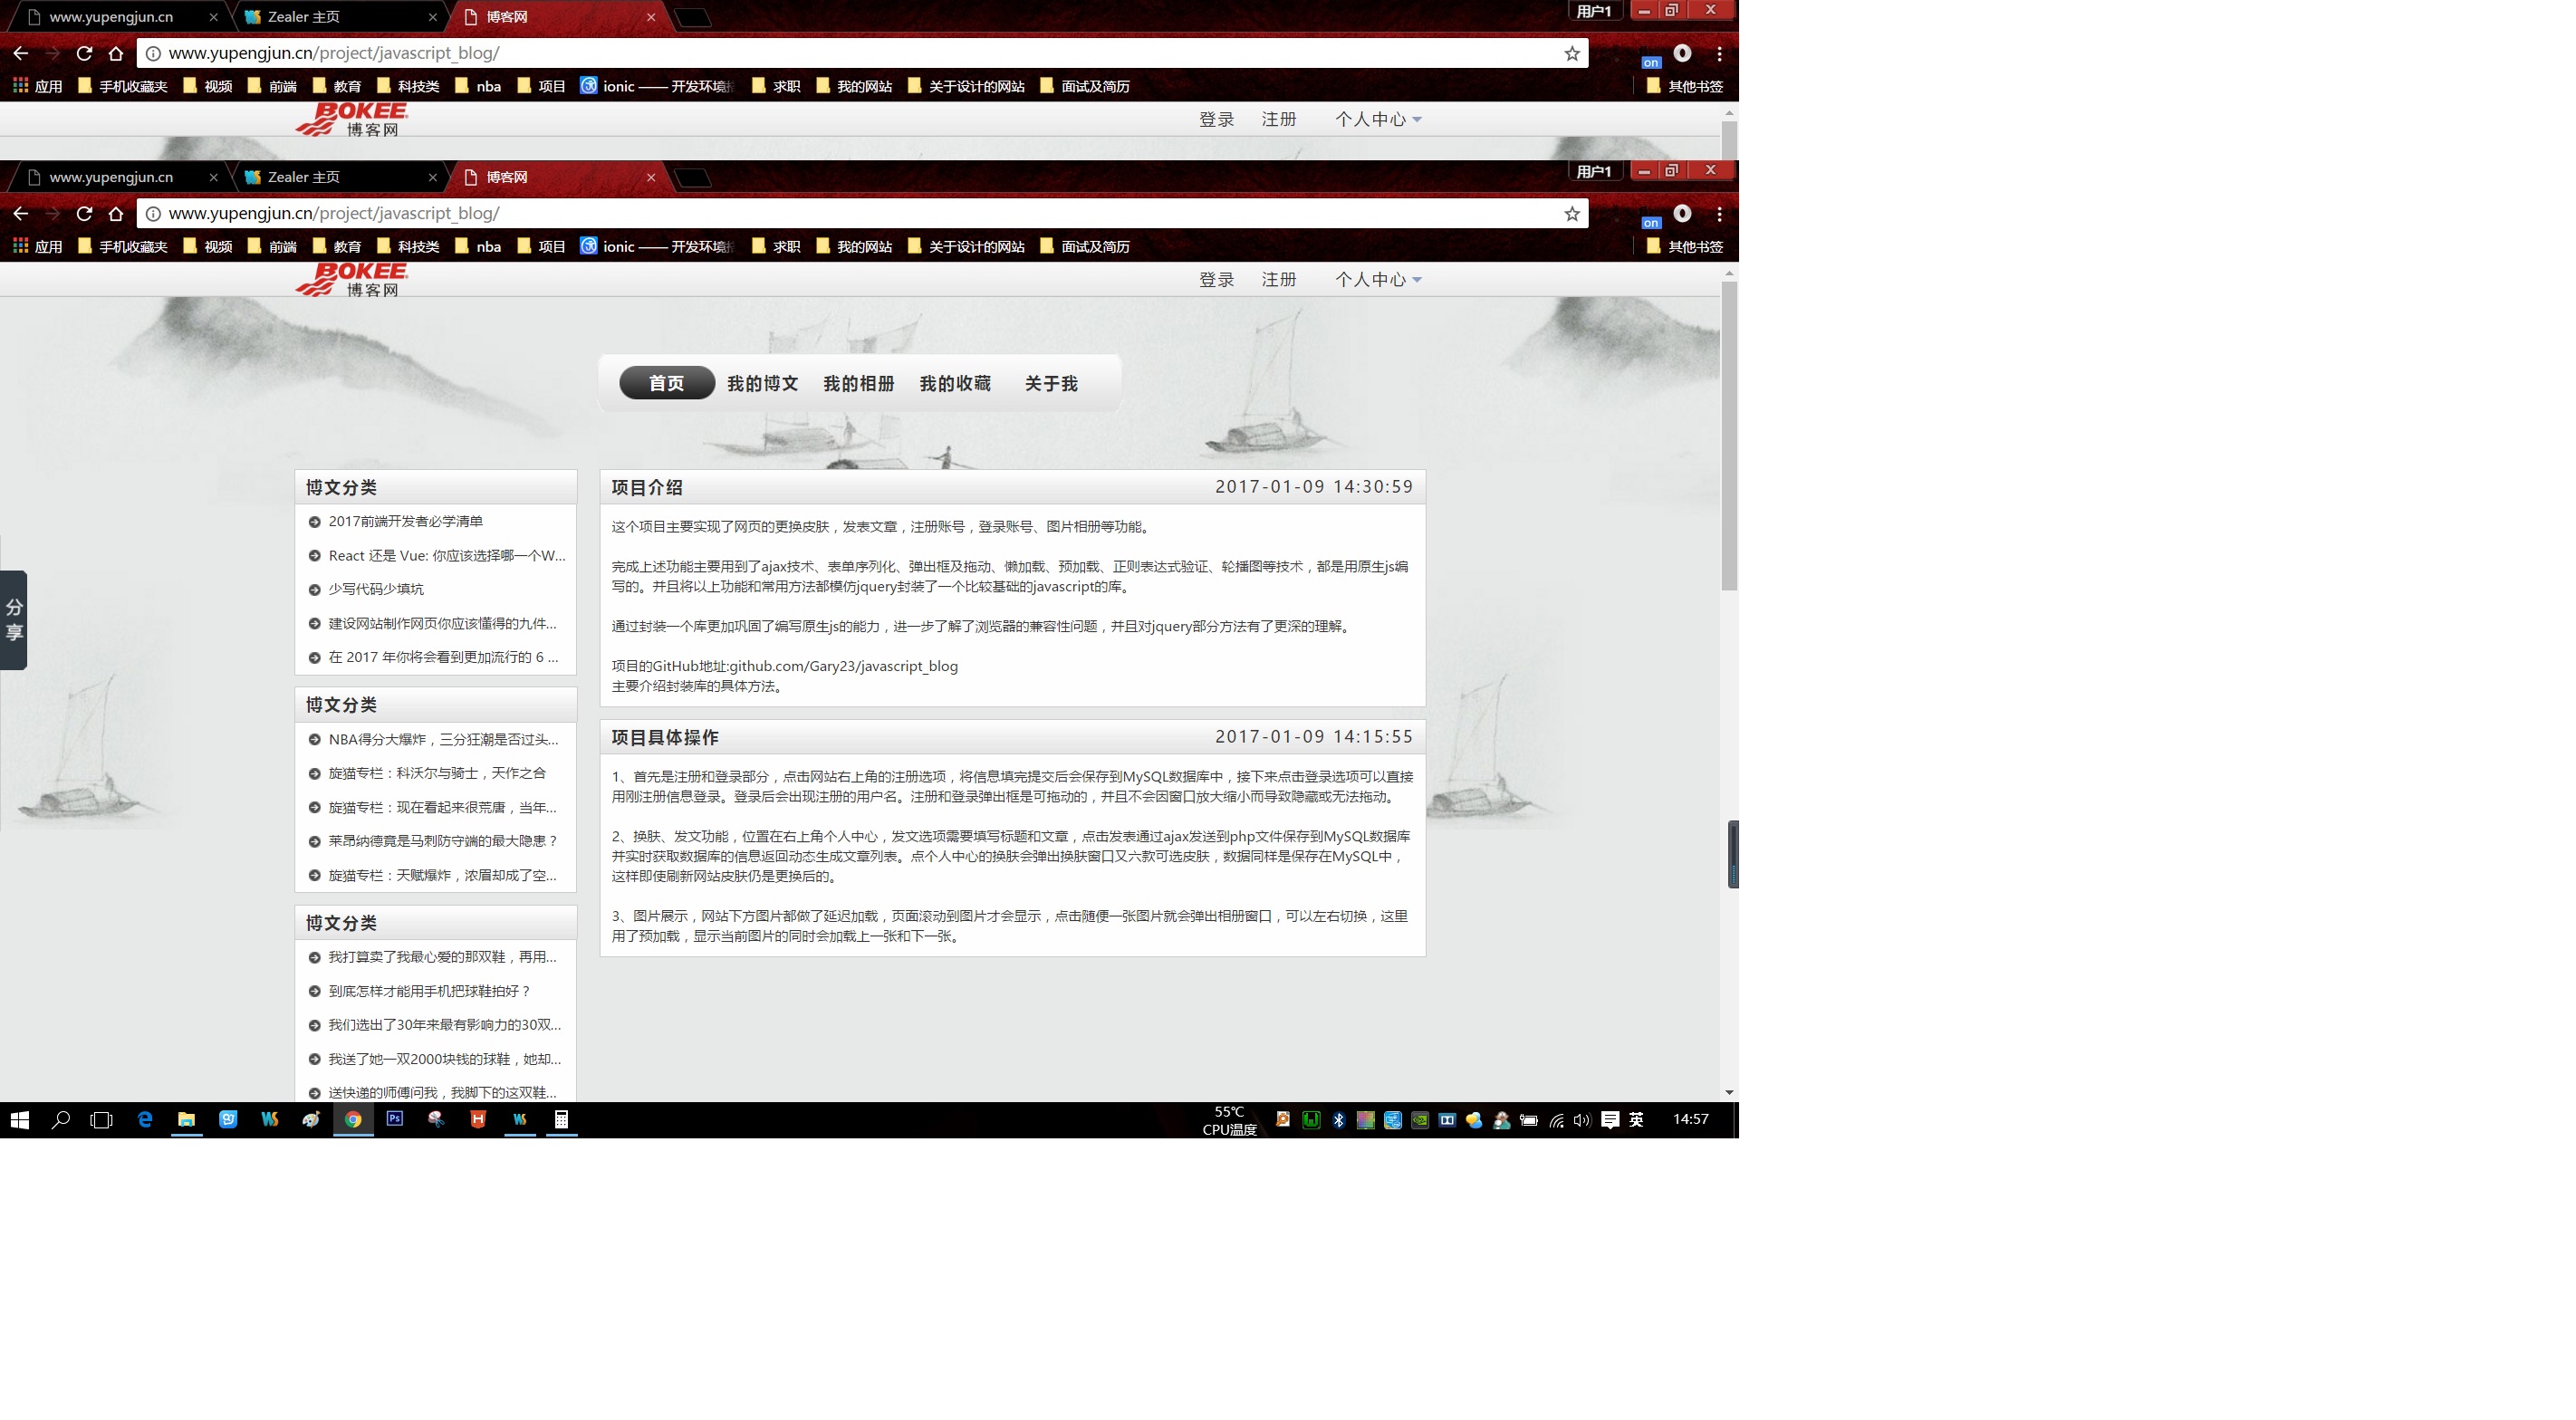 www.yupengjun.cn Zealer 主页 博客网 用户1
www.yupengjun.cn/project/javascript_blog/
on
应用 手机收藏夹 视频 前端 教育 科技类 nba 项目 ionic —— 开发环境 求职 我的网站 关于设计的网站 面试及简历 其他书签
BOKEE 博客网 登录 注册 个人中心
www.yupengjun.cn Zealer 主页 博客网 用户1
www.yupengjun.cn/project/javascript_blog/
on
应用 手机收藏夹 视频 前端 教育 科技类 nba 项目 ionic —— 开发环境 求职 我的网站 关于设计的网站 面试及简历 其他书签
BOKEE 博客网 登录 注册 个人中心
首页 我的博文 我的相册 我的收藏 关于我
分享
博文分类
2017前端开发者必学清单
React 还是 Vue: 你应该选择哪一个W...
少写代码少填坑
建设网站制作网页你应该懂得的九件...
在 2017 年你将会看到更加流行的 6 ...
博文分类
NBA得分大爆炸，三分狂潮是否过头...
旋猫专栏：科沃尔与骑士，天作之合
旋猫专栏：现在看起来很荒唐，当年...
莱昂纳德竟是马刺防守端的最大隐患？
旋猫专栏：天赋爆炸，浓眉却成了空...
博文分类
我打算卖了我最心爱的那双鞋，再用...
到底怎样才能用手机把球鞋拍好？
我们选出了30年来最有影响力的30双...
我送了她一双2000块钱的球鞋，她却...
送快递的师傅问我，我脚下的这双鞋...
项目介绍 2017-01-09 14:30:59
这个项目主要实现了网页的更换皮肤，发表文章，注册账号，登录账号、图片相册等功能。
完成上述功能主要用到了ajax技术、表单序列化、弹出框及拖动、懒加载、预加载、正则表达式验证、轮播图等技术，都是用原生js编
写的。并且将以上功能和常用方法都模仿jquery封装了一个比较基础的javascript的库。
通过封装一个库更加巩固了编写原生js的能力，进一步了解了浏览器的兼容性问题，并且对jquery部分方法有了更深的理解。
项目的GitHub地址:github.com/Gary23/javascript_blog
主要介绍封装库的具体方法。
项目具体操作 2017-01-09 14:15:55
1、首先是注册和登录部分，点击网站右上角的注册选项，将信息填完提交后会保存到MySQL数据库中，接下来点击登录选项可以直接
用刚注册信息登录。登录后会出现注册的用户名。注册和登录弹出框是可拖动的，并且不会因窗口放大缩小而导致隐藏或无法拖动。
2、换肤、发文功能，位置在右上角个人中心，发文选项需要填写标题和文章，点击发表通过ajax发送到php文件保存到MySQL数据库
并实时获取数据库的信息返回动态生成文章列表。点个人中心的换肤会弹出换肤窗口又六款可选皮肤，数据同样是保存在MySQL中，
这样即使刷新网站皮肤仍是更换后的。
3、图片展示，网站下方图片都做了延迟加载，页面滚动到图片才会显示，点击随便一张图片就会弹出相册窗口，可以左右切换，这里
用了预加载，显示当前图片的同时会加载上一张和下一张。
55℃
CPU温度
英 14:57